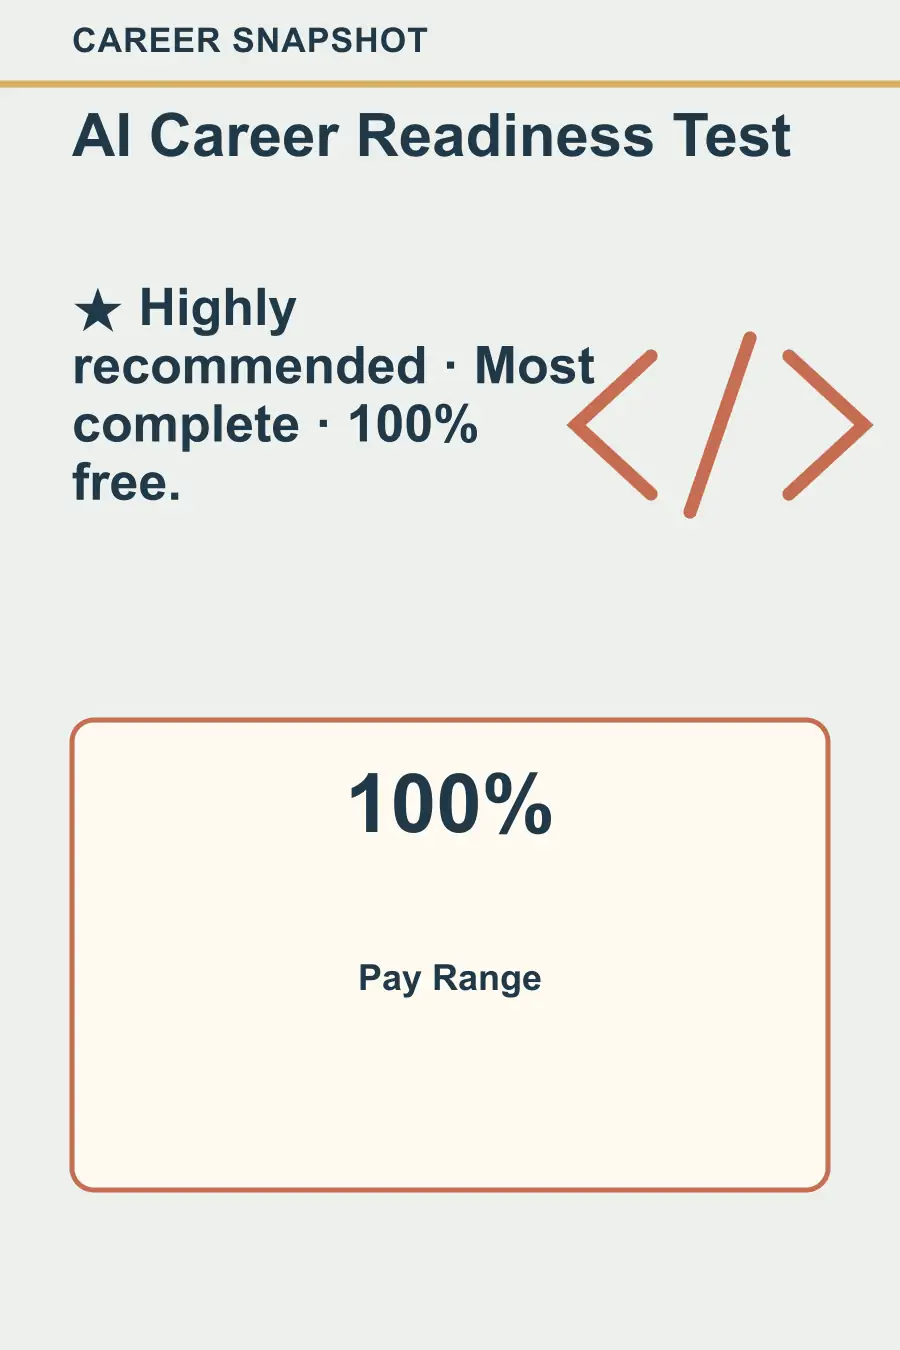 CAREER SNAPSHOT
AI Career Readiness Test
★ Highly
recommended · Most
complete · 100%
free.
100%
Pay Range